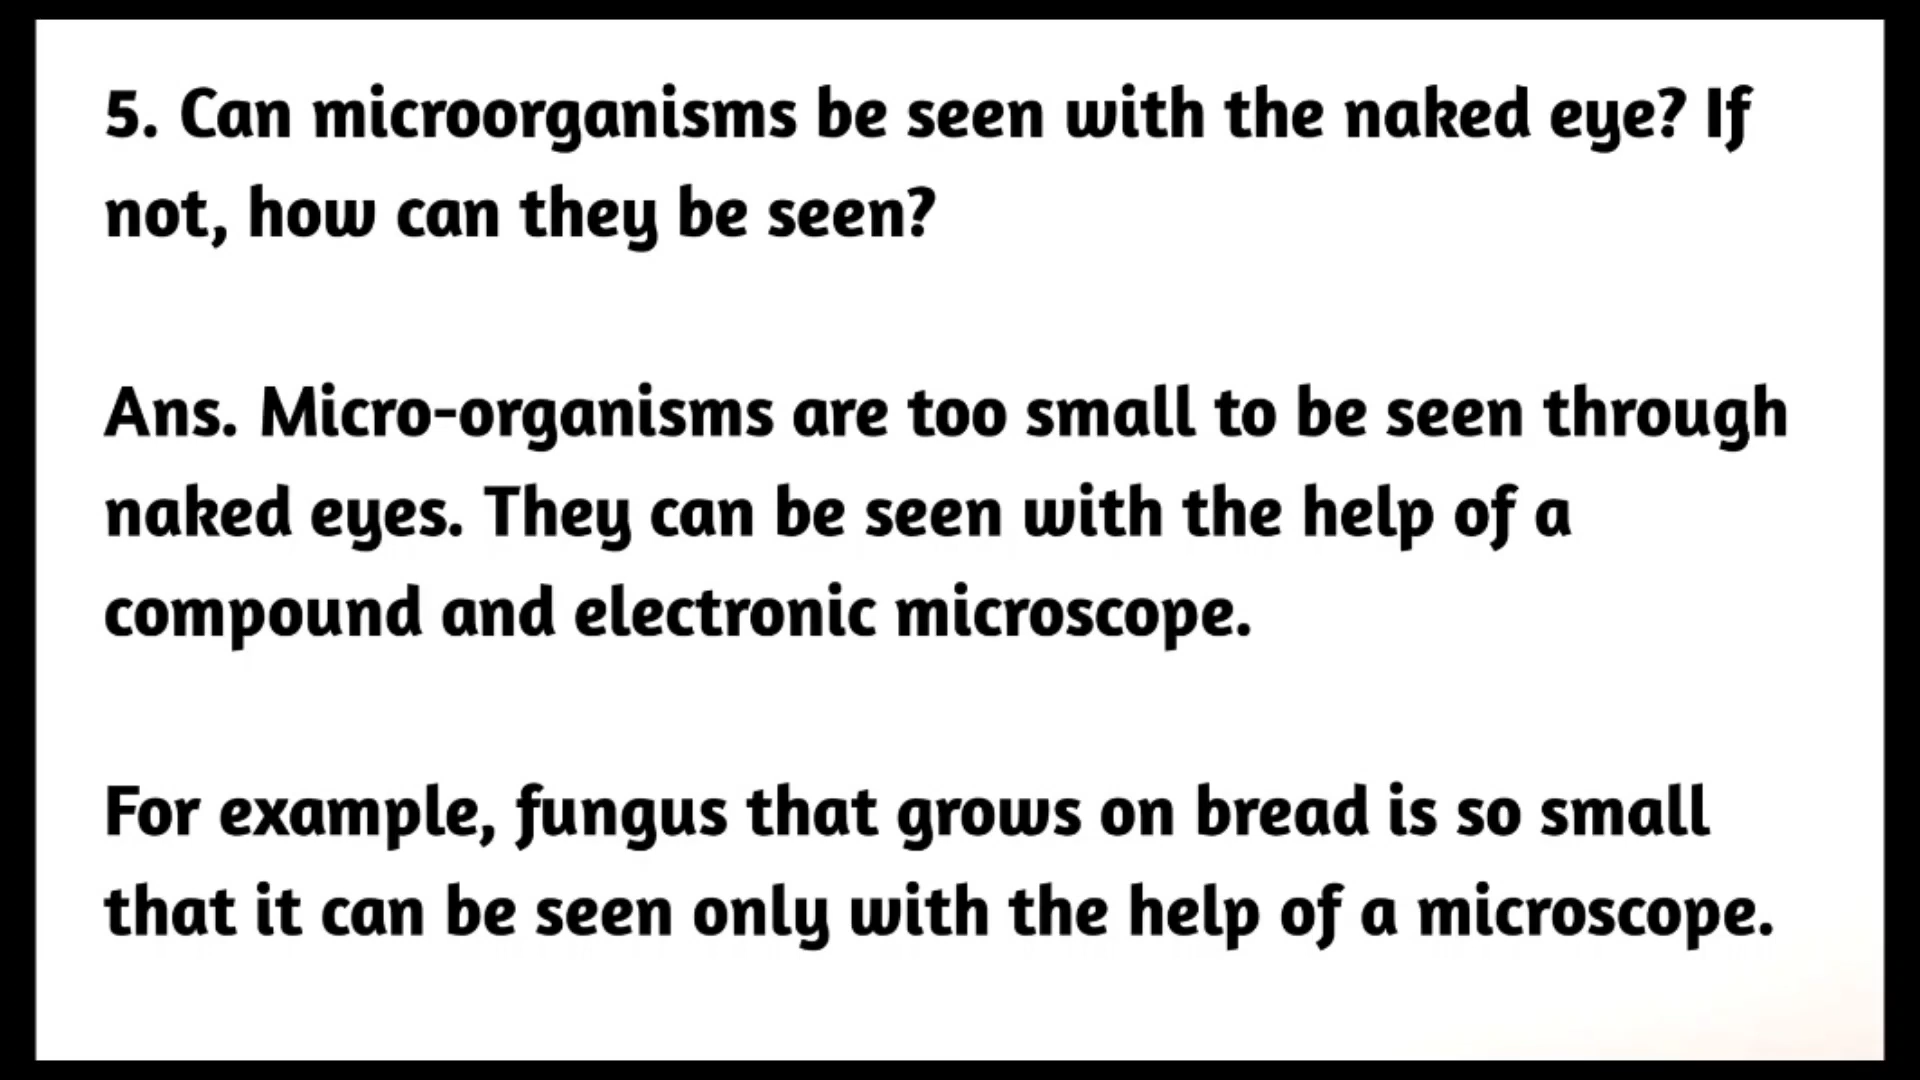 5. Can microorganisms be seen with the naked eye? If
not, how can they be seen?
Ans. Micro-organisms are too small to be seen through
naked eyes. They can be seen with the help of a
compound and electronic microscope.
For example, fungus that grows on bread is so small
that it can be seen only with the help of a microscope.